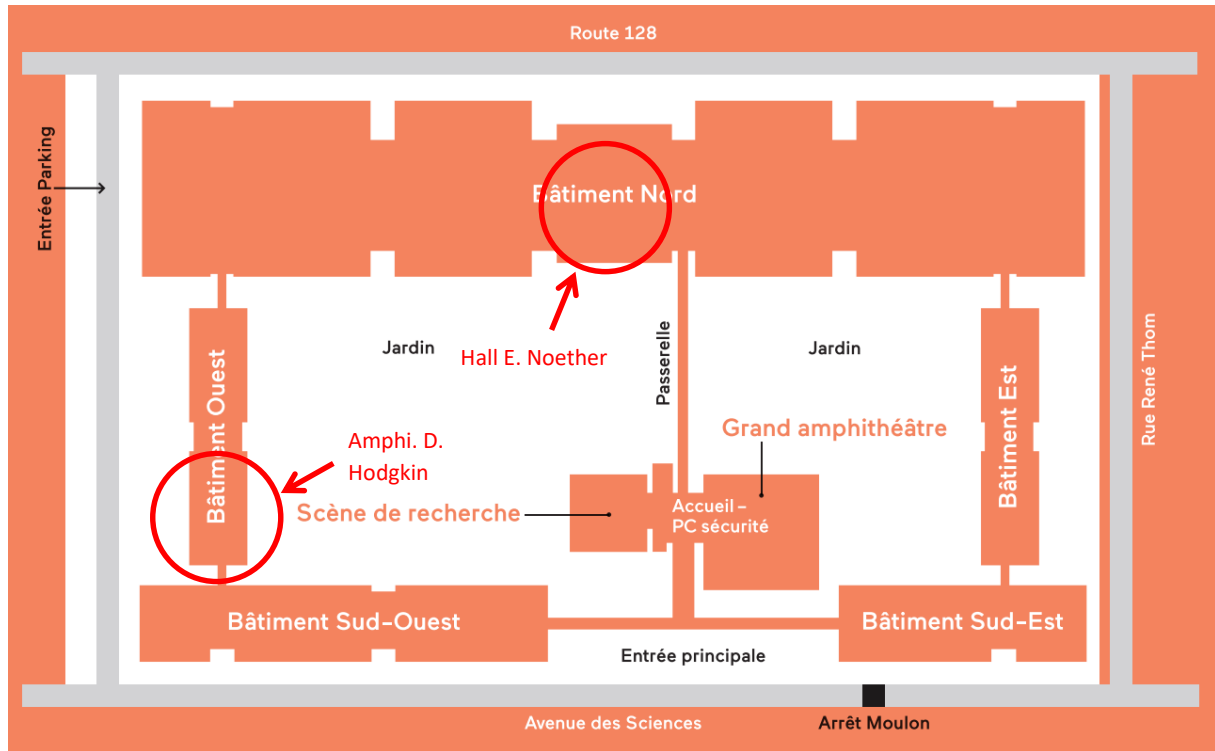 Route 128
Entrée Parking
Bâtiment Nord
Jardin
Hall E. Noether
Passerelle
Jardin
Rue René Thom
Bâtiment Ouest
Bâtiment Est
Amphi. D.
Hodgkin
Grand amphithéâtre
Scène de recherche
Accueil –
PC sécurité
Bâtiment Sud-Ouest
Bâtiment Sud-Est
Entrée principale
Avenue des Sciences
Arrêt Moulon